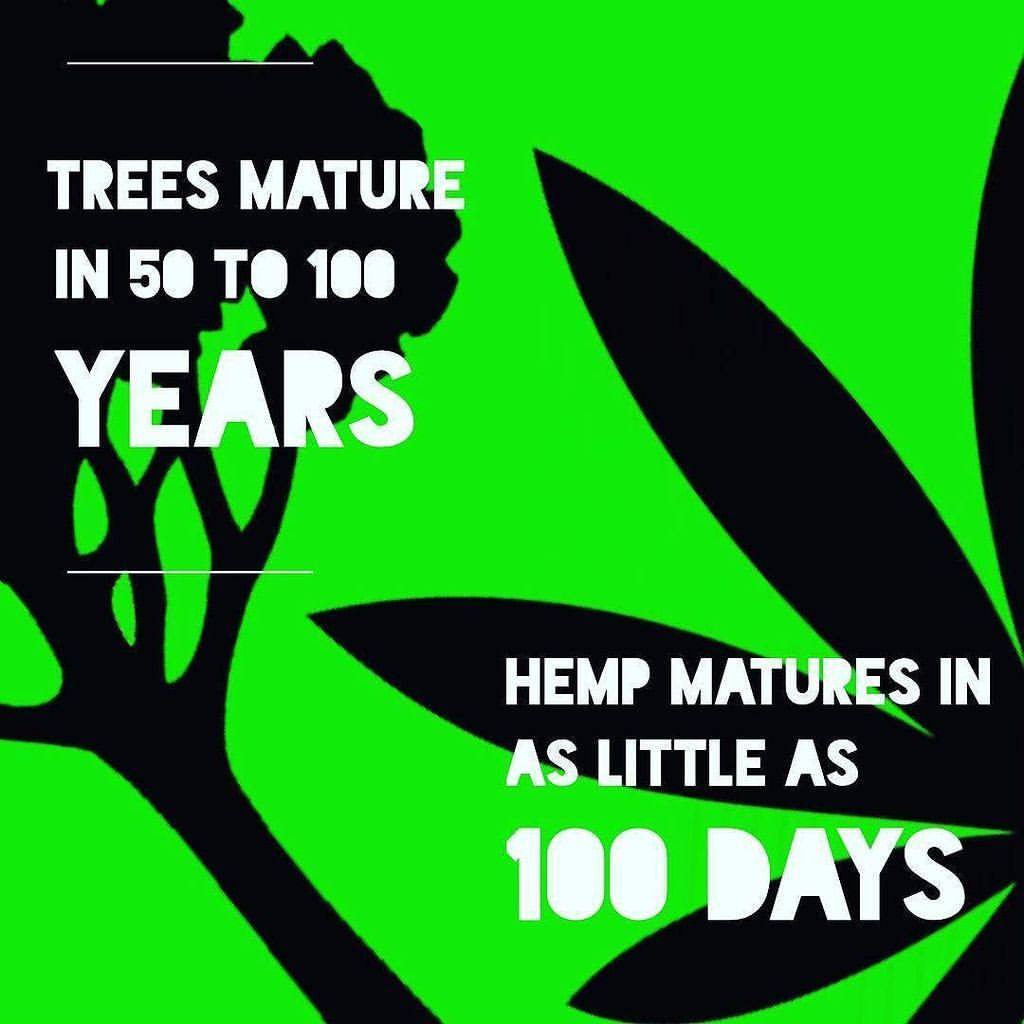 TREES MATURE
IN 50 TO 100
YEARS
HEMP MATURES IN
AS LITTLE AS
100 DAYS